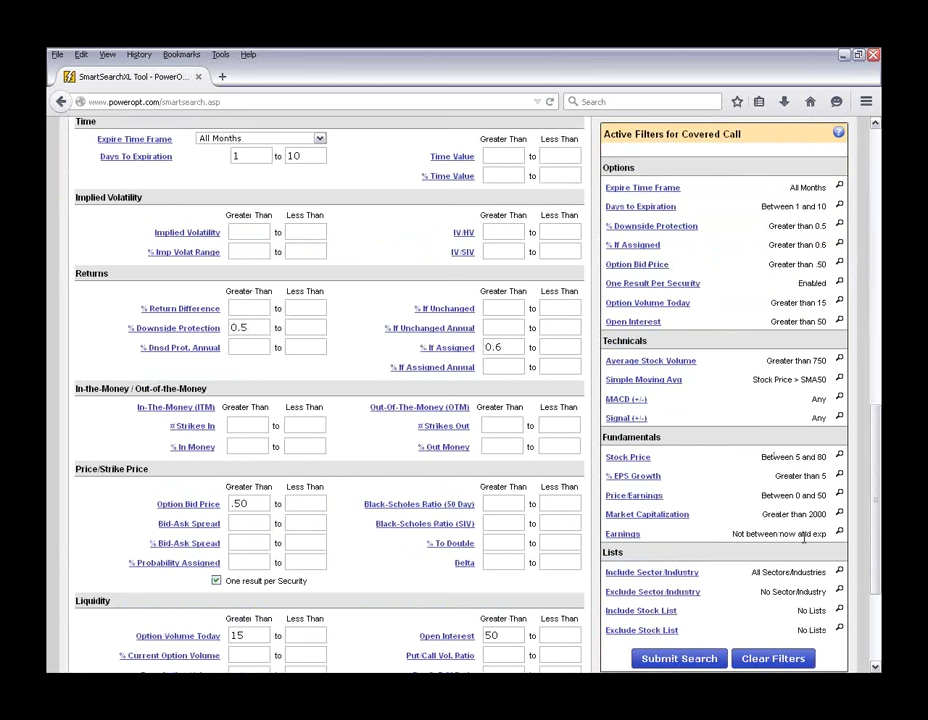 File Edit View History Bookmarks Tools Help
SmartSearchXL Tool - PowerO... × +
www.poweropt.com/smartsearch.asp Search
Time
Expire Time Frame All Months Greater Than Less Than
Days To Expiration 1 to 10 Time Value to
% Time Value to
Implied Volatility
Greater Than Less Than Greater Than Less Than
Implied Volatility to IV/HV to
% Imp Volat Range to IV/SIV to
Returns
Greater Than Less Than Greater Than Less Than
% Return Difference to % If Unchanged to
% Downside Protection 0.5 to % If Unchanged Annual to
% Dnsd Prot. Annual to % If Assigned 0.6 to
% If Assigned Annual to
In-the-Money / Out-of-the-Money
In-The-Money (ITM) Greater Than Less Than Out-Of-The-Money (OTM) Greater Than Less Than
# Strikes In to # Strikes Out to
% In Money to % Out Money to
Price/Strike Price
Greater Than Less Than Greater Than Less Than
Option Bid Price .50 to Black-Scholes Ratio (50 Day) to
Bid-Ask Spread to Black-Scholes Ratio (SIV) to
% Bid-Ask Spread to % To Double to
% Probability Assigned to Delta to
One result per Security
Liquidity
Greater Than Less Than Greater Than Less Than
Option Volume Today 15 to Open Interest 50 to
% Current Option Volume to Put/Call Vol. Ratio to
Active Filters for Covered Call ?
Options
Expire Time Frame All Months
Days to Expiration Between 1 and 10
% Downside Protection Greater than 0.5
% If Assigned Greater than 0.6
Option Bid Price Greater than .50
One Result Per Security Enabled
Option Volume Today Greater than 15
Open Interest Greater than 50
Technicals
Average Stock Volume Greater than 750
Simple Moving Avg Stock Price > SMA50
MACD (+/-) Any
Signal (+/-) Any
Fundamentals
Stock Price Between 5 and 80
% EPS Growth Greater than 5
Price/Earnings Between 0 and 50
Market Capitalization Greater than 2000
Earnings Not between now and exp
Lists
Include Sector/Industry All Sectors/Industries
Exclude Sector/Industry No Sector/Industry
Include Stock List No Lists
Exclude Stock List No Lists
Submit Search Clear Filters